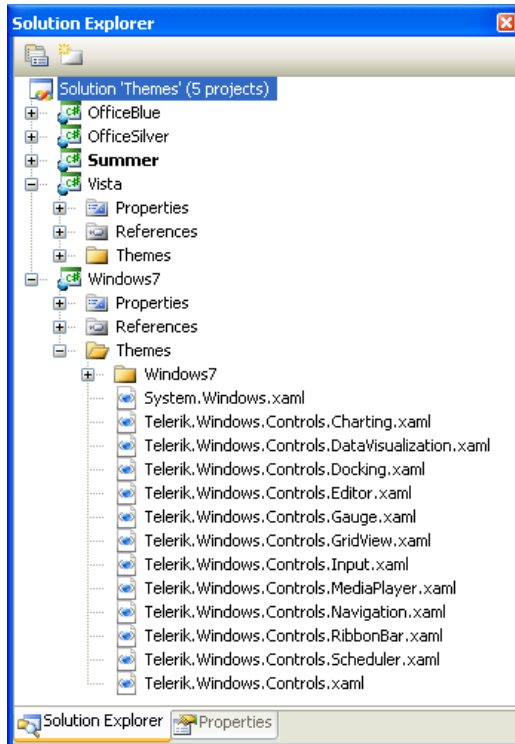 Solution Explorer
Solution 'Themes' (5 projects)
OfficeBlue
OfficeSilver
Summer
Vista
Properties
References
Themes
Windows7
Properties
References
Themes
Windows7
System.Windows.xaml
Telerik.Windows.Controls.Charting.xaml
Telerik.Windows.Controls.DataVisualization.xaml
Telerik.Windows.Controls.Docking.xaml
Telerik.Windows.Controls.Editor.xaml
Telerik.Windows.Controls.Gauge.xaml
Telerik.Windows.Controls.GridView.xaml
Telerik.Windows.Controls.Input.xaml
Telerik.Windows.Controls.MediaPlayer.xaml
Telerik.Windows.Controls.Navigation.xaml
Telerik.Windows.Controls.RibbonBar.xaml
Telerik.Windows.Controls.Scheduler.xaml
Telerik.Windows.Controls.xaml
Solution Explorer Properties